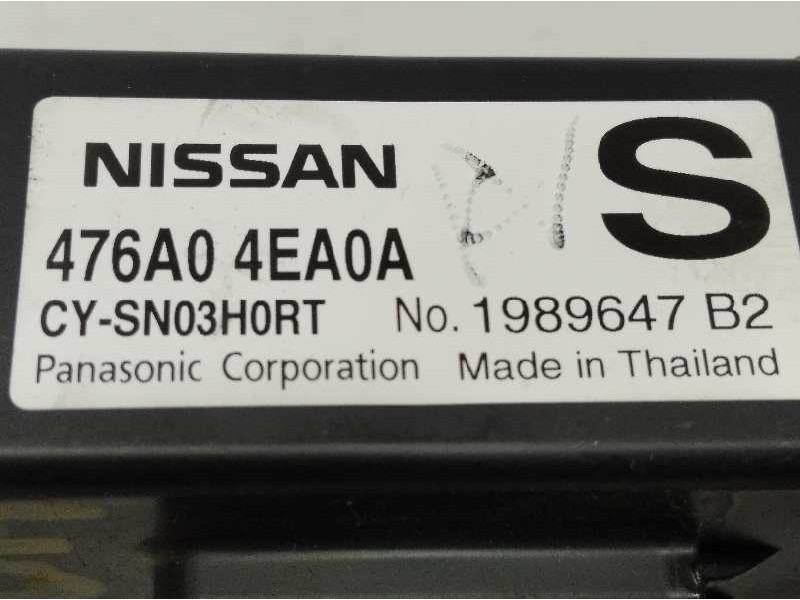 NISSAN
S
476A0 4EA0A
CY-SN03H0RT No. 1989647 B2
Panasonic Corporation Made in Thailand